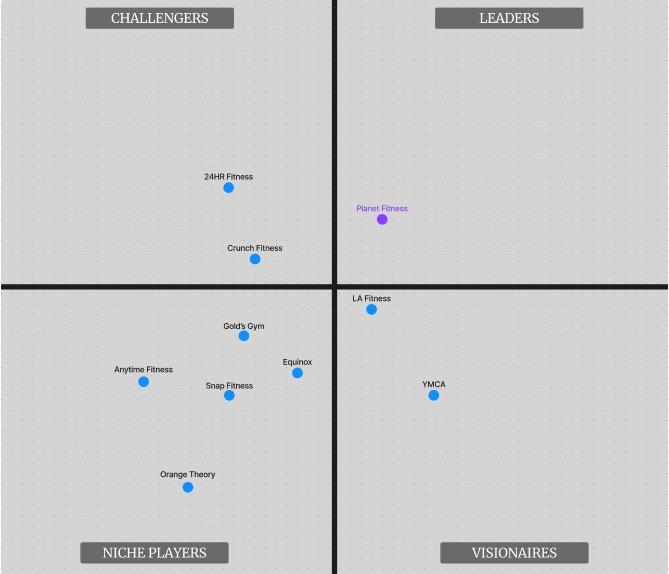 CHALLENGERS
LEADERS
24HR Fitness
Planet Fitness
Crunch Fitness
LA Fitness
Gold's Gym
Equinox
Anytime Fitness
Snap Fitness
YMCA
Orange Theory
NICHE PLAYERS
VISIONAIRES